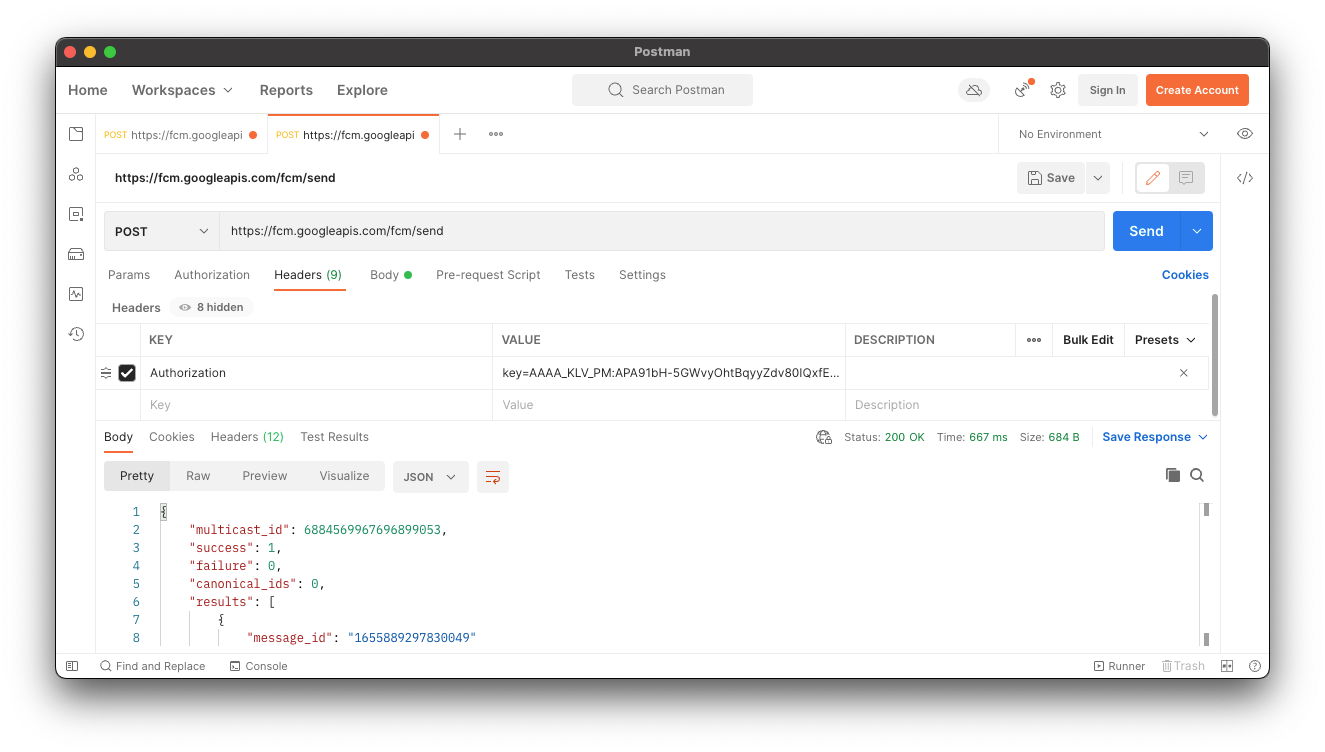 Postman
Home Workspaces Reports Explore Search Postman Sign In Create Account
POST https://fcm.googleapi POST https://fcm.googleapi No Environment
https://fcm.googleapis.com/fcm/send Save
POST https://fcm.googleapis.com/fcm/send Send
Params Authorization Headers (9) Body Pre-request Script Tests Settings Cookies
Headers 8 hidden
KEY VALUE DESCRIPTION Bulk Edit Presets
Authorization key=AAAA_KLV_PM:APA91bH-5GWvyOhtBqyyZdv80IQxfE...
Key Value Description
Body Cookies Headers (12) Test Results Status: 200 OK Time: 667 ms Size: 684 B Save Response
Pretty Raw Preview Visualize JSON
1 {
2 "multicast_id": 6884569967696899053,
3 "success": 1,
4 "failure": 0,
5 "canonical_ids": 0,
6 "results": [
7 {
8 "message_id": "1655889297830049"
Find and Replace Console Runner Trash